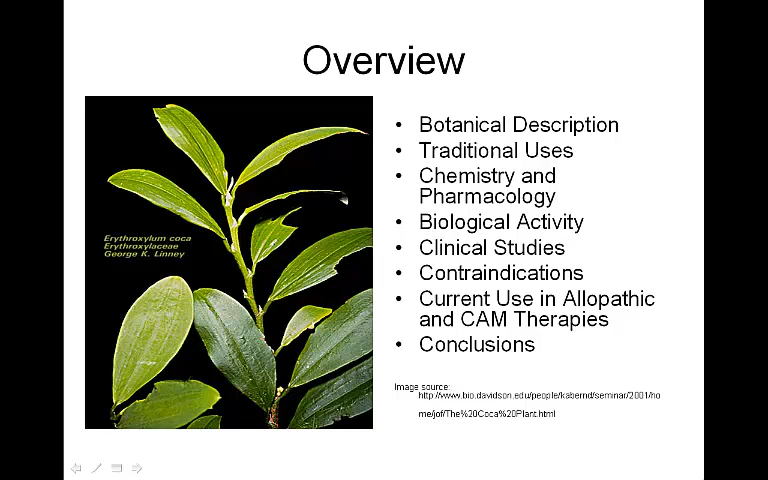 Overview
Erythroxylum coca
Erythroxylaceae
George K. Linney
• Botanical Description
• Traditional Uses
• Chemistry and
Pharmacology
• Biological Activity
• Clinical Studies
• Contraindications
• Current Use in Allopathic
and CAM Therapies
• Conclusions
Image source:
http://www.bio.davidson.edu/people/kabernd/seminar/2001/ho
me/jof/The%20Coca%20Plant.html